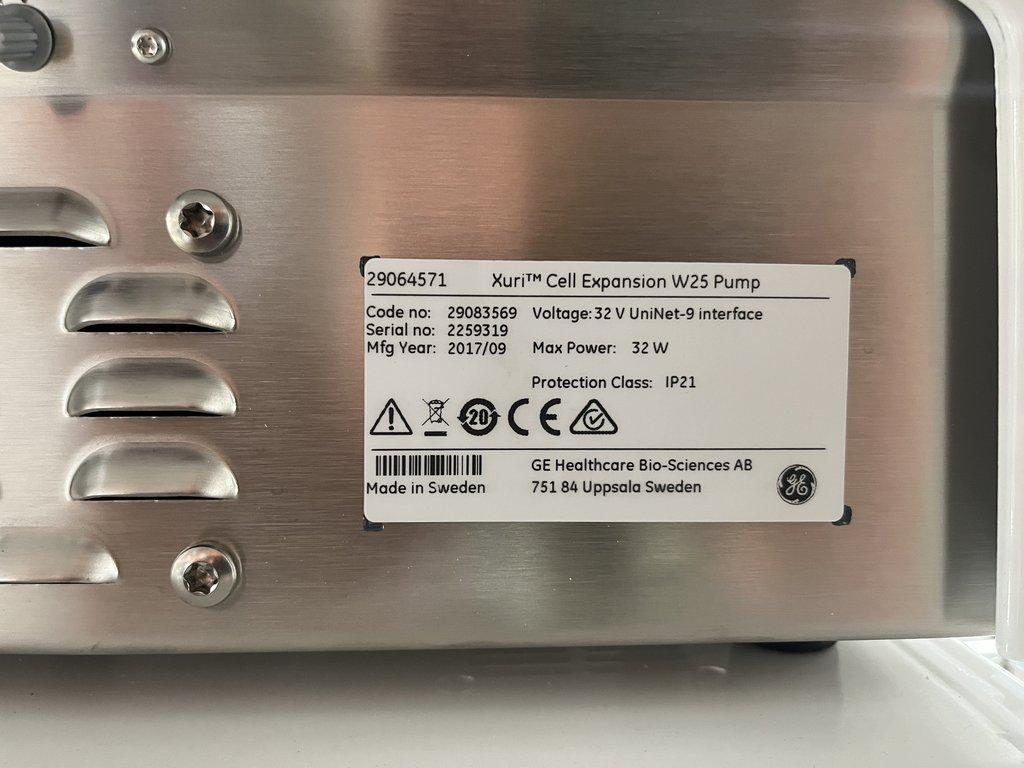 29064571 Xuri™ Cell Expansion W25 Pump
Code no: 29083569 Voltage: 32 V UniNet-9 interface
Serial no: 2259319
Mfg Year: 2017/09 Max Power: 32 W
Protection Class: IP21
20 CE
GE Healthcare Bio-Sciences AB
Made in Sweden 751 84 Uppsala Sweden
GE